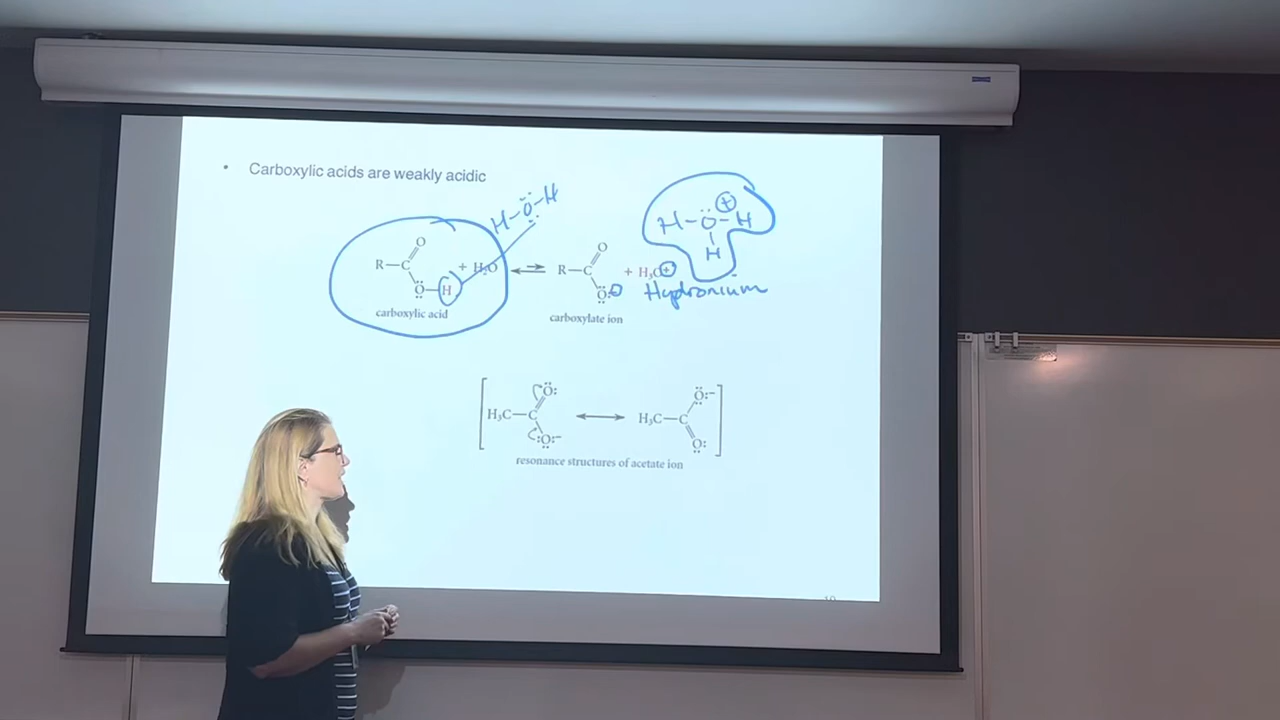 • Carboxylic acids are weakly acidic
H–Ö–H
H–Ö–H
⊕
H
O O
R–C + H₂O ⇌ R–C + H₃O⊕
Ö–H Ö:⊖ Hydronium
carboxylic acid carboxylate ion
Ö: Ö:−
H₃C–C ⟷ H₃C–C
:Ö:− Ö:
resonance structures of acetate ion